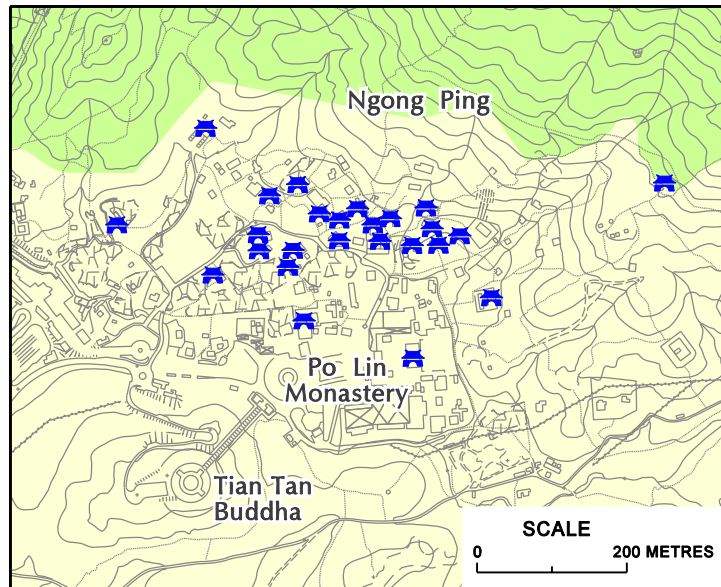 Ngong Ping
Po Lin
Monastery
Tian Tan
Buddha
SCALE
0 200 METRES